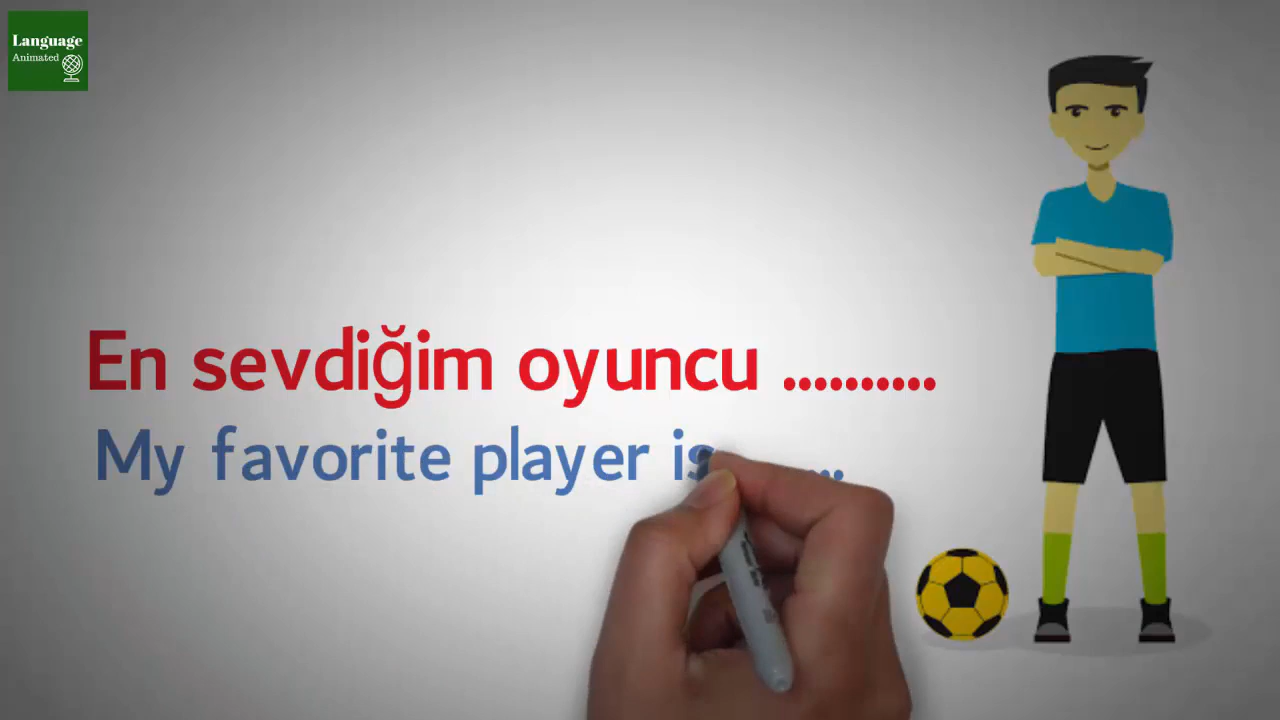 Language
Animated
En sevdiğim oyuncu ..........
My favorite player is